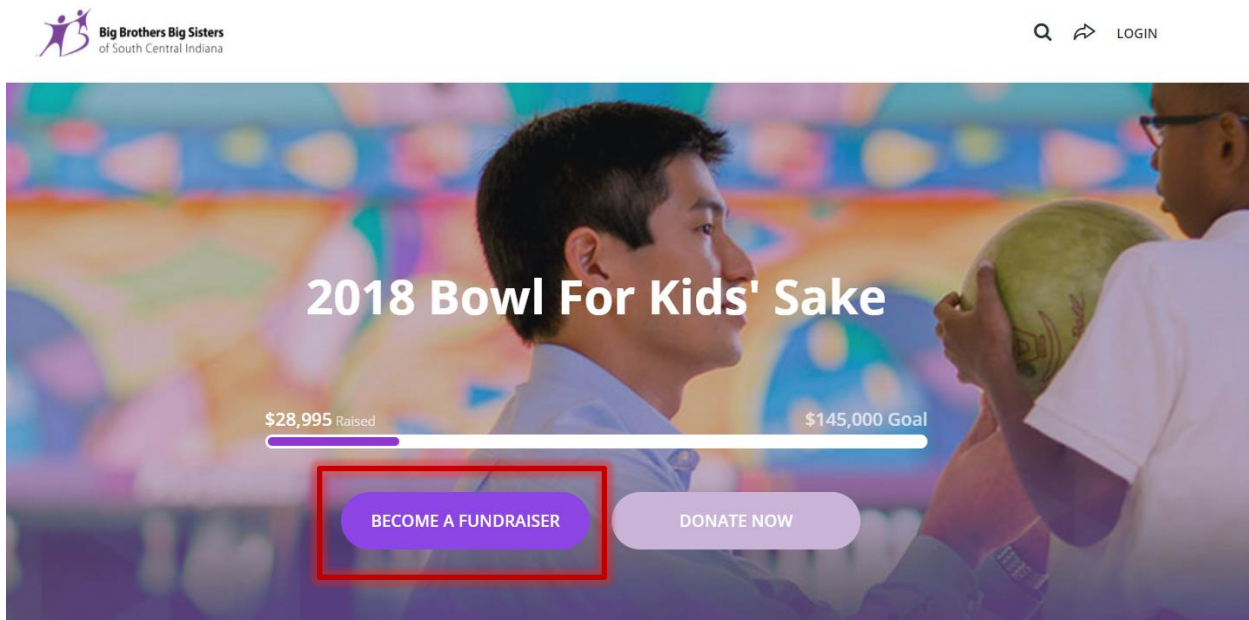 Big Brothers Big Sisters
of South Central Indiana
LOGIN
2018 Bowl For Kids' Sake
$28,995 Raised
$145,000 Goal
BECOME A FUNDRAISER
DONATE NOW